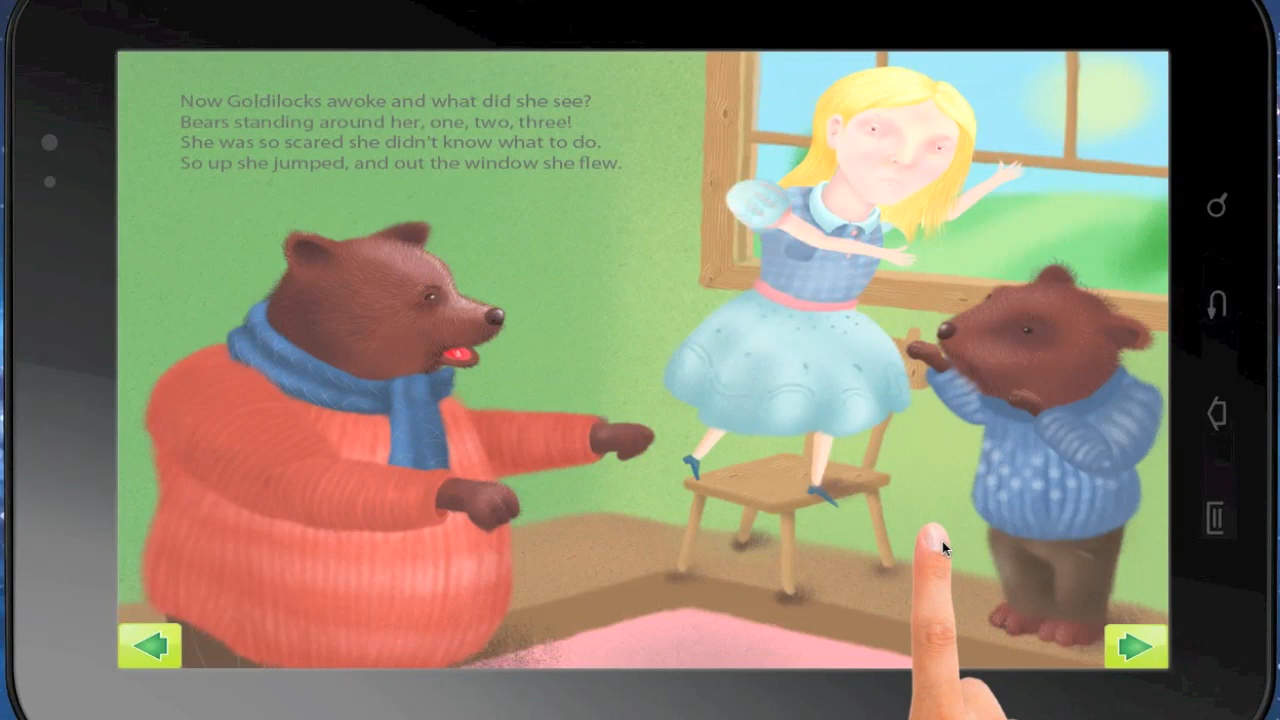 Now Goldilocks awoke and what did she see?
Bears standing around her, one, two, three!
She was so scared she didn't know what to do.
So up she jumped, and out the window she flew.